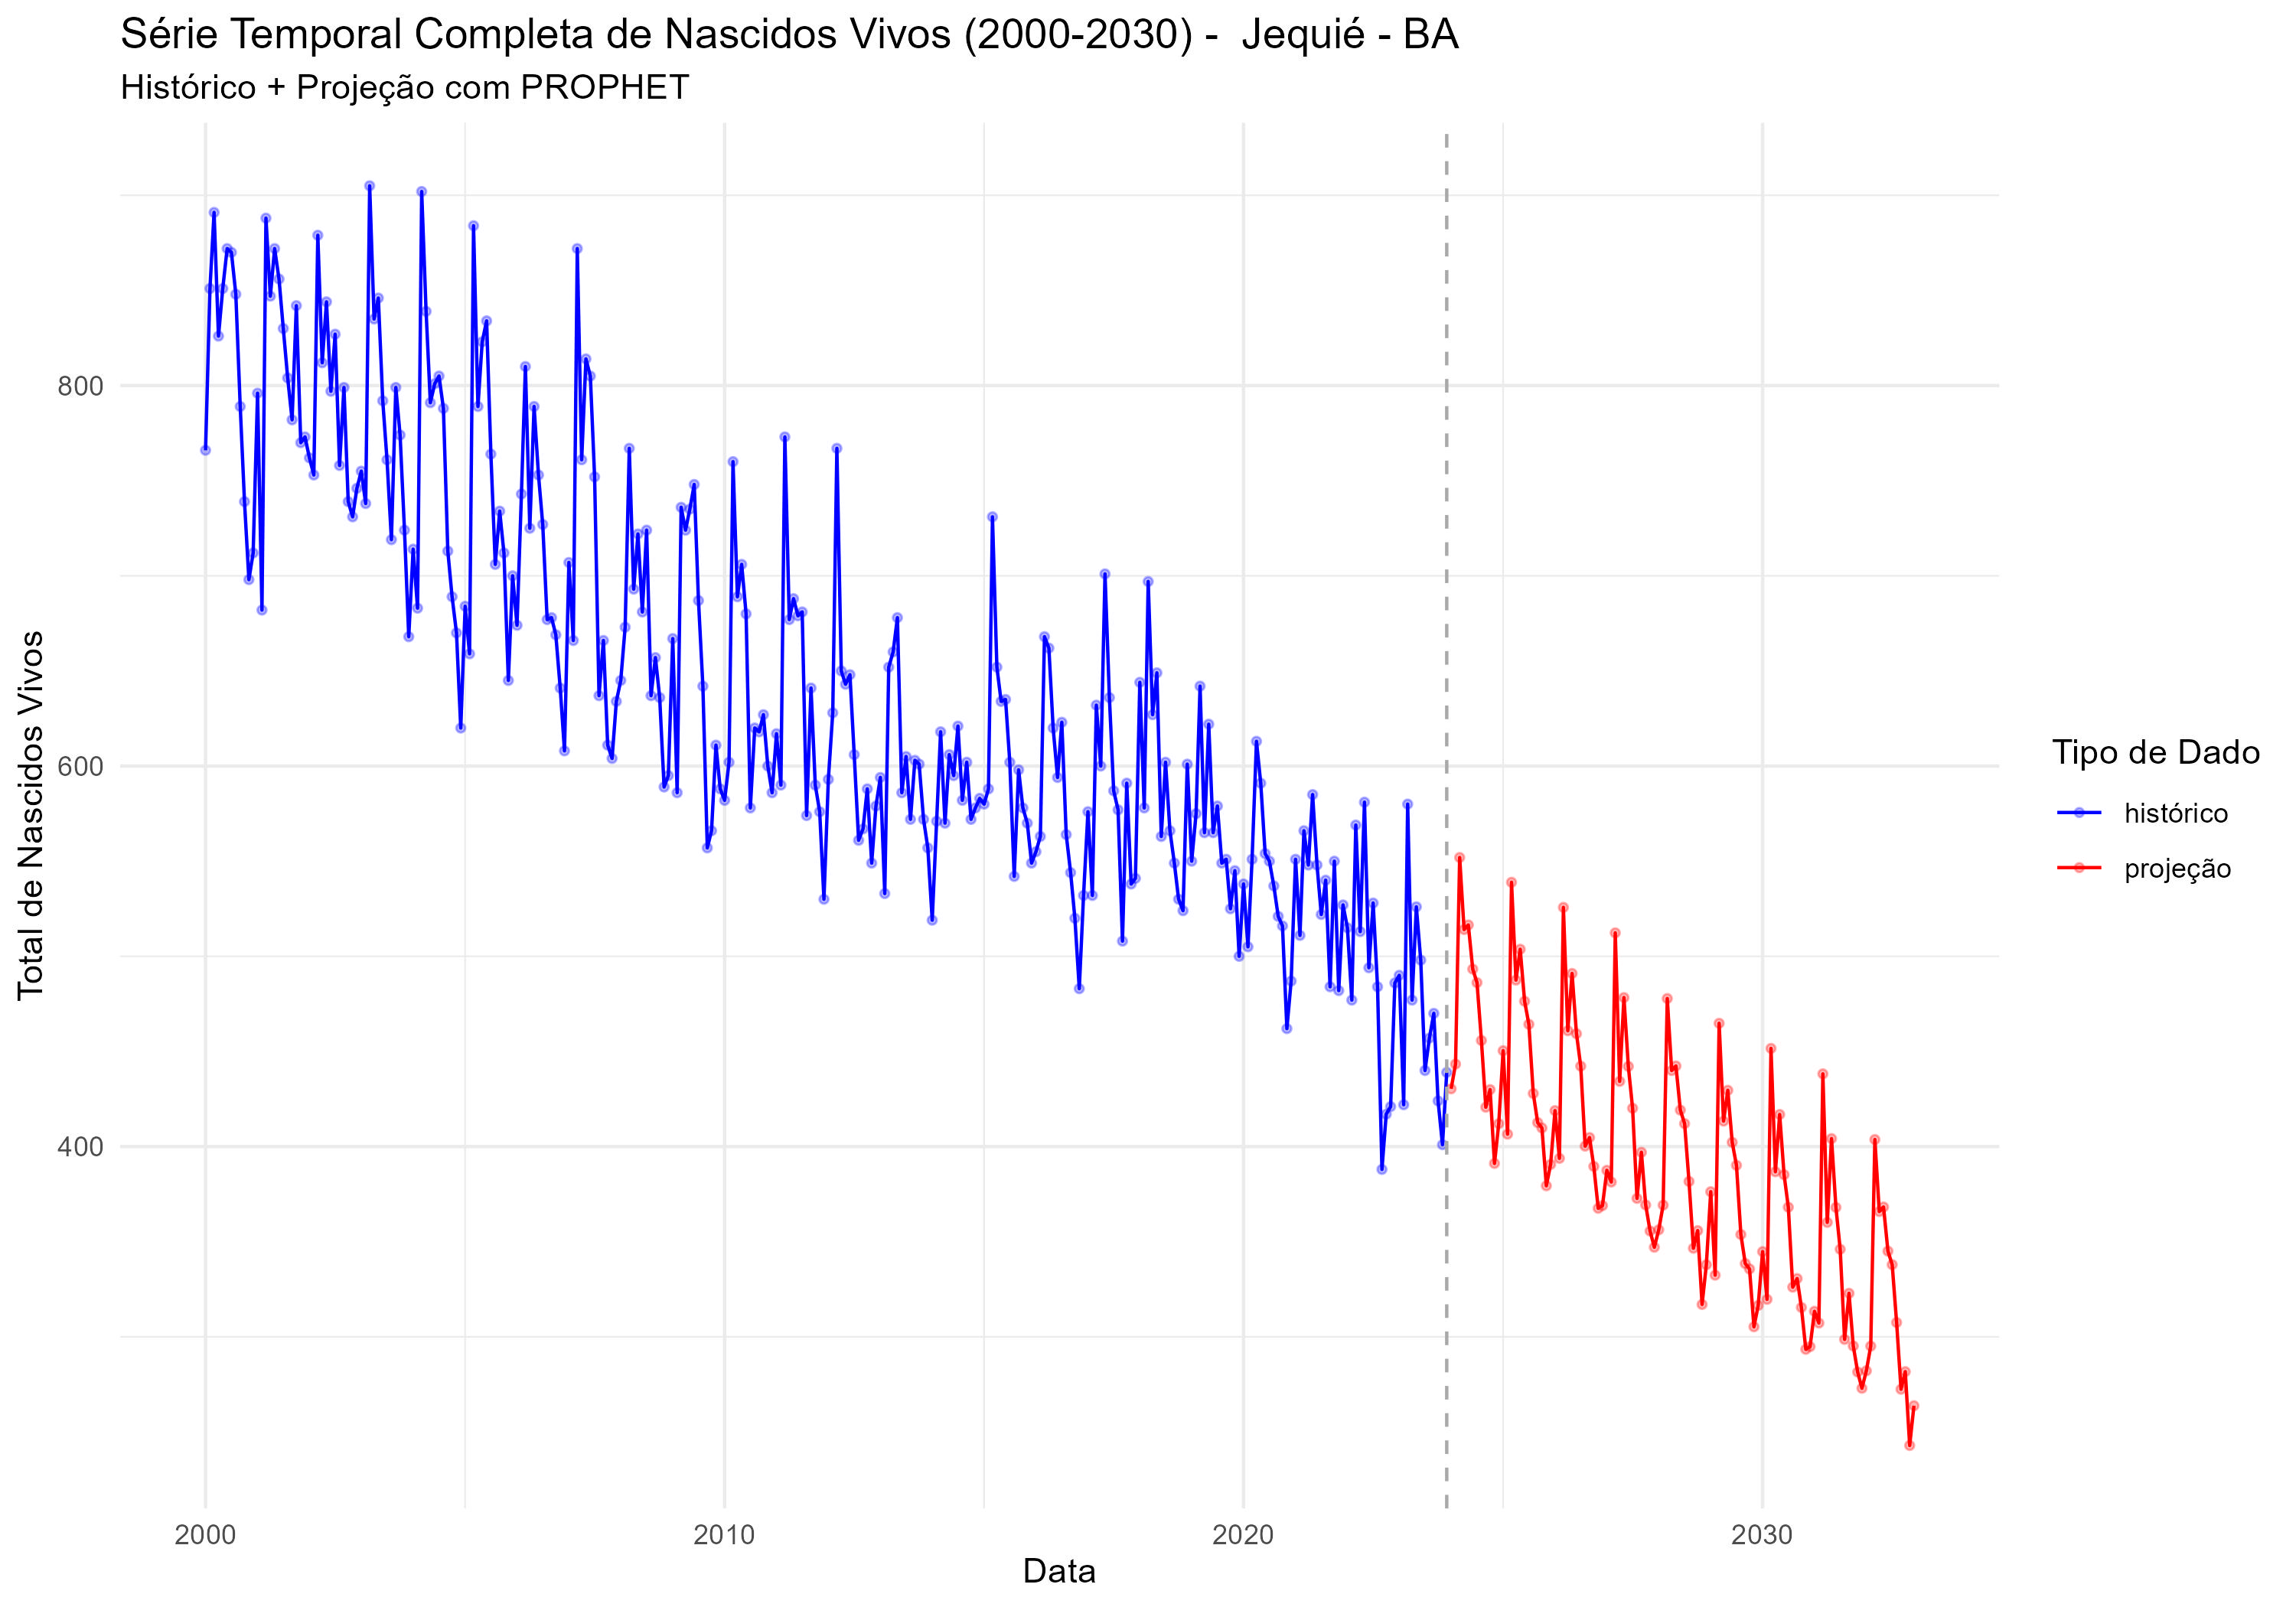 Série Temporal Completa de Nascidos Vivos (2000-2030) -  Jequié - BA
Histórico + Projeção com PROPHET
Total de Nascidos Vivos
800
600
400
2000
2010
2020
2030
Data
Tipo de Dado
histórico
projeção